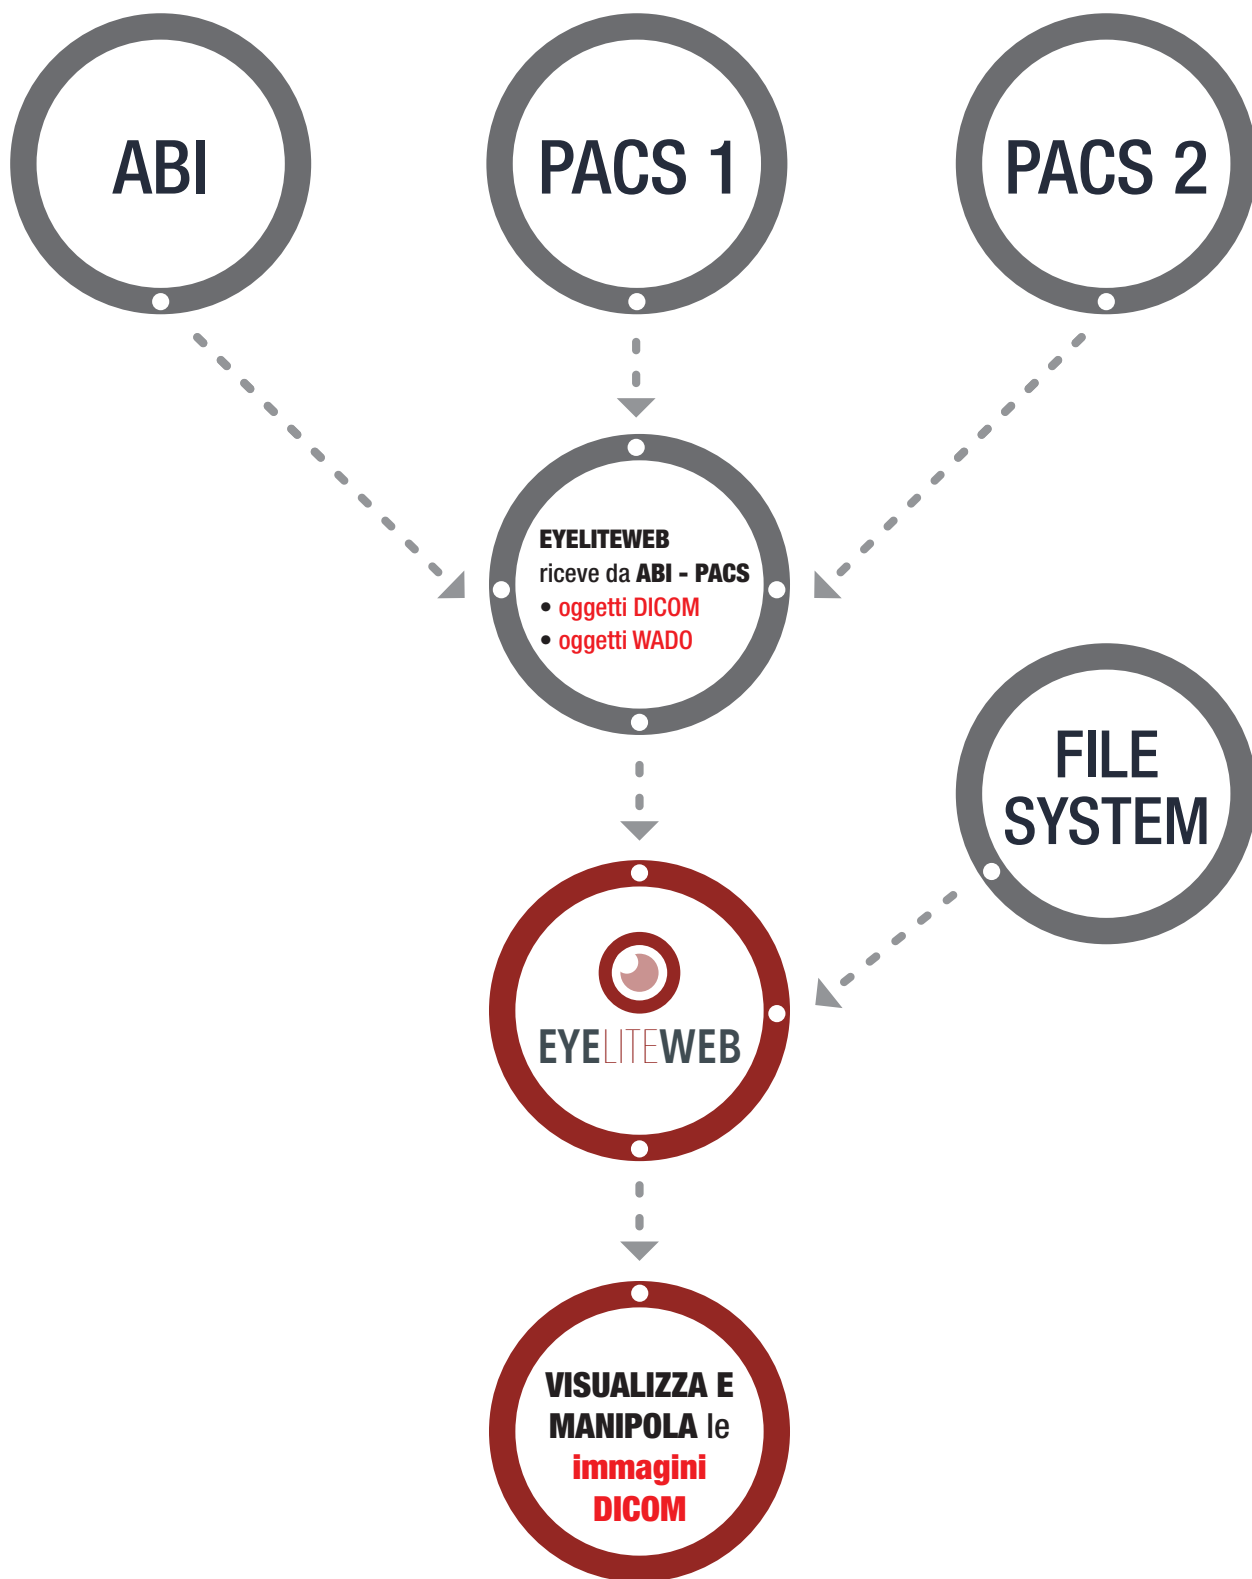 ABI
PACS 1
PACS 2
EYELITEWEB
riceve da ABI - PACS
• oggetti DICOM
• oggetti WADO
FILE
SYSTEM
EYELITEWEB
VISUALIZZA E
MANIPOLA le
immagini
DICOM